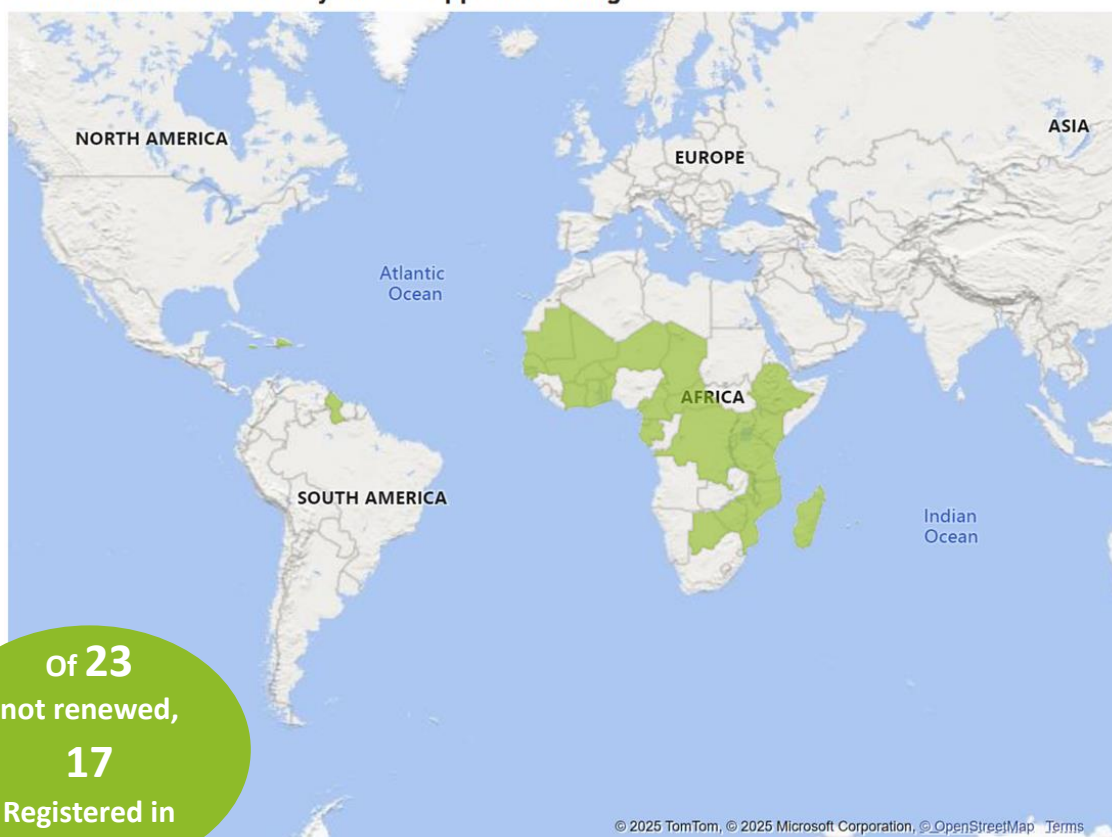 NORTH AMERICA
ASIA
EUROPE
Atlantic
Ocean
AFRICA
SOUTH AMERICA
Indian
Ocean
Of 23
not renewed,
17
Registered in
© 2025 TomTom, © 2025 Microsoft Corporation, © OpenStreetMap Terms